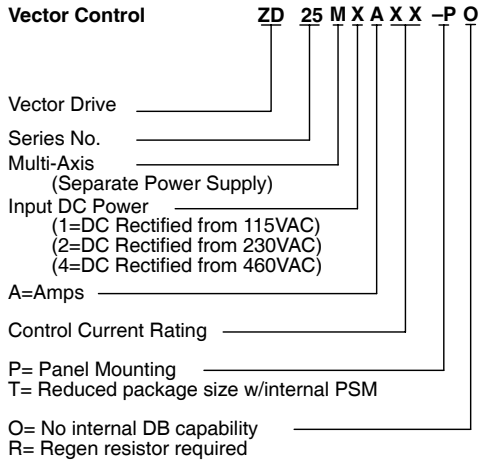 Vector Control ZD 25 M X A X X –P O
Vector Drive
Series No.
Multi-Axis
(Separate Power Supply)
Input DC Power
(1=DC Rectified from 115VAC)
(2=DC Rectified from 230VAC)
(4=DC Rectified from 460VAC)
A=Amps
Control Current Rating
P= Panel Mounting
T= Reduced package size w/internal PSM
O= No internal DB capability
R= Regen resistor required